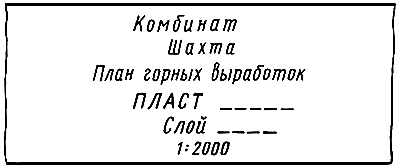 Комбинат
Шахта
План горных выработок
ПЛАСТ _____
Слой ____
1:2000